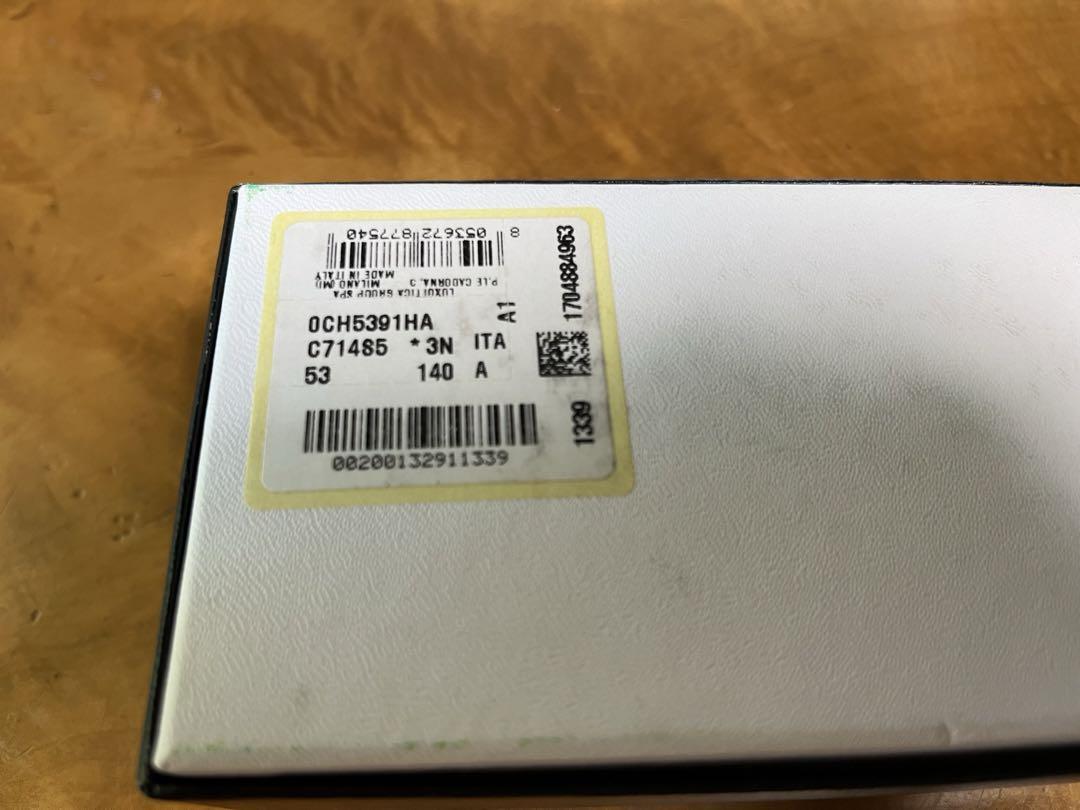 8 053672 877540
LUXOTTICA GROUP SPA
P.LE CADORNA, 3 MILANO (MI)
MADE IN ITALY
0CH5391HA
A1
C71485 *3N ITA
53 140 A
00200132911339
1704884963
1339